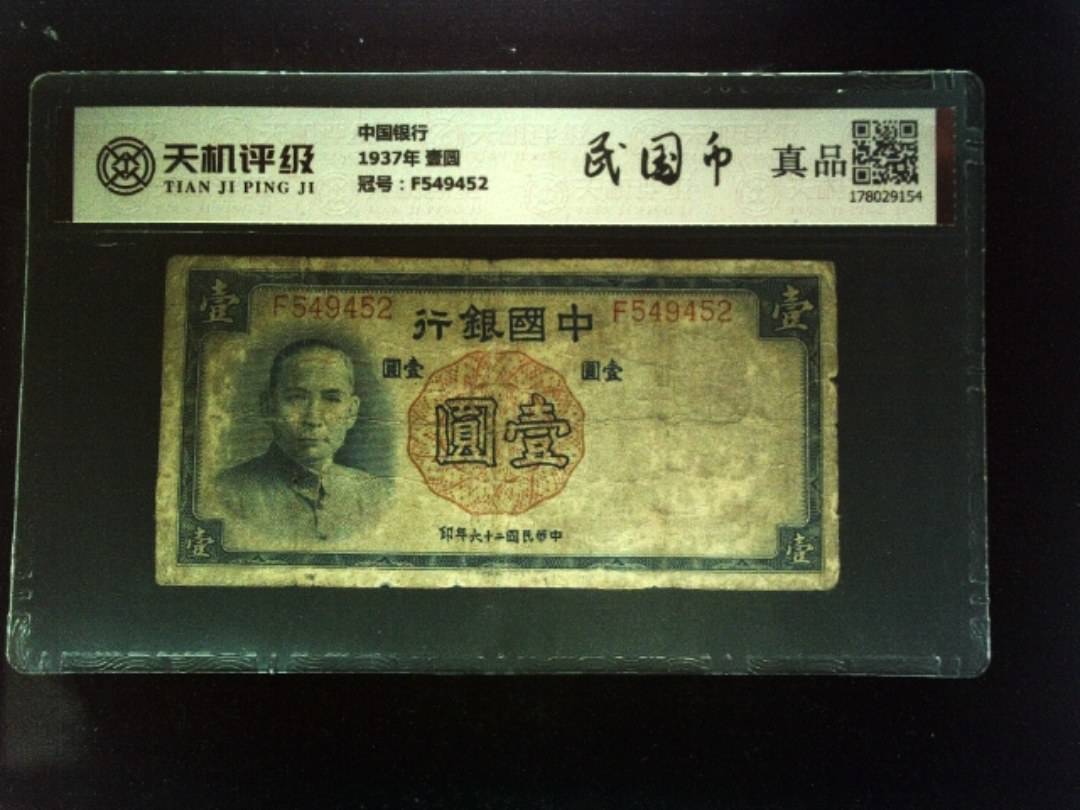 天机评级
TIAN JI PING JI
中国银行
1937年 壹圆
冠号：F549452
民国币
真品
178029154
壹
F549452
行銀國中
F549452
壹
圓壹
圓壹
圓壹
印年六十二國民華中
壹
壹